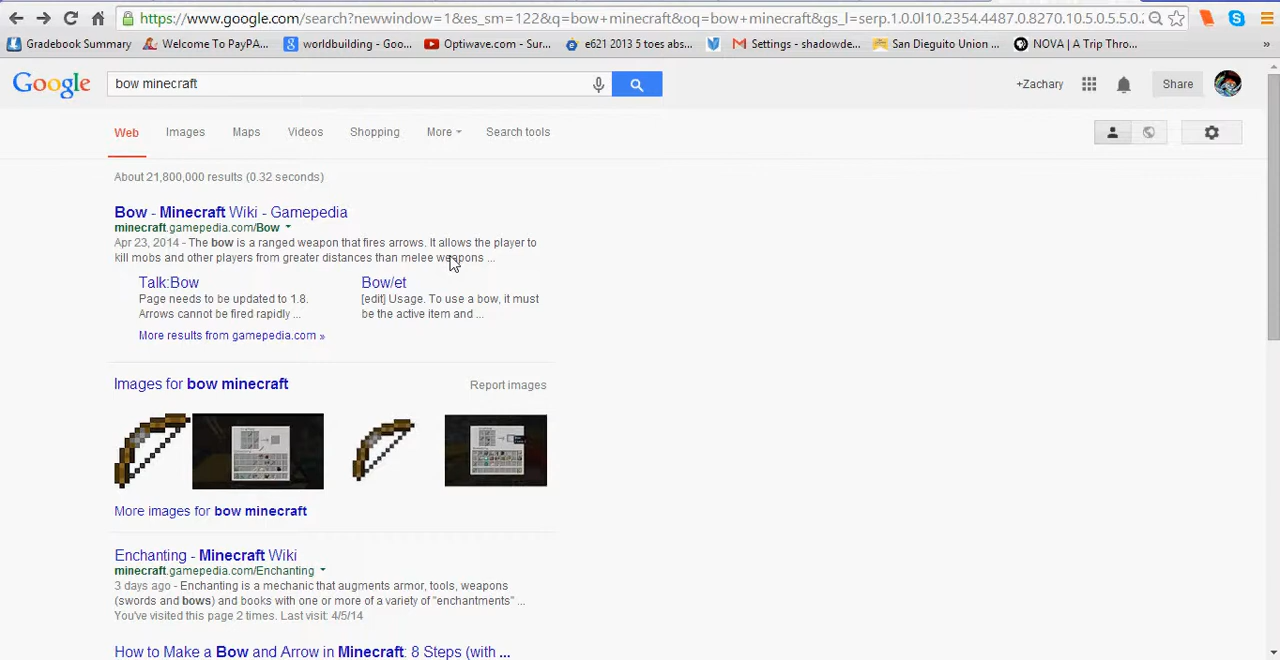 https://www.google.com/search?newwindow=1&es_sm=122&q=bow+minecraft&oq=bow+minecraft&gs_l=serp.1.0.0l10.2354.4487.0.8270.10.5.0.5.5.0.
Gradebook Summary Welcome To PayPA... worldbuilding - Goo... Optiwave.com - Sur... e621 2013 5 toes abs... Settings - shadowde... San Dieguito Union ... NOVA | A Trip Thro... »
Google bow minecraft +Zachary Share
Web Images Maps Videos Shopping More Search tools
About 21,800,000 results (0.32 seconds)
Bow - Minecraft Wiki - Gamepedia
minecraft.gamepedia.com/Bow
Apr 23, 2014 - The bow is a ranged weapon that fires arrows. It allows the player to
kill mobs and other players from greater distances than melee weapons ...
Talk:Bow Bow/et
Page needs to be updated to 1.8. [edit] Usage. To use a bow, it must
Arrows cannot be fired rapidly ... be the active item and ...
More results from gamepedia.com »
Images for bow minecraft Report images
More images for bow minecraft
Enchanting - Minecraft Wiki
minecraft.gamepedia.com/Enchanting
3 days ago - Enchanting is a mechanic that augments armor, tools, weapons
(swords and bows) and books with one or more of a variety of "enchantments" ...
You've visited this page 2 times. Last visit: 4/5/14
How to Make a Bow and Arrow in Minecraft: 8 Steps (with ...